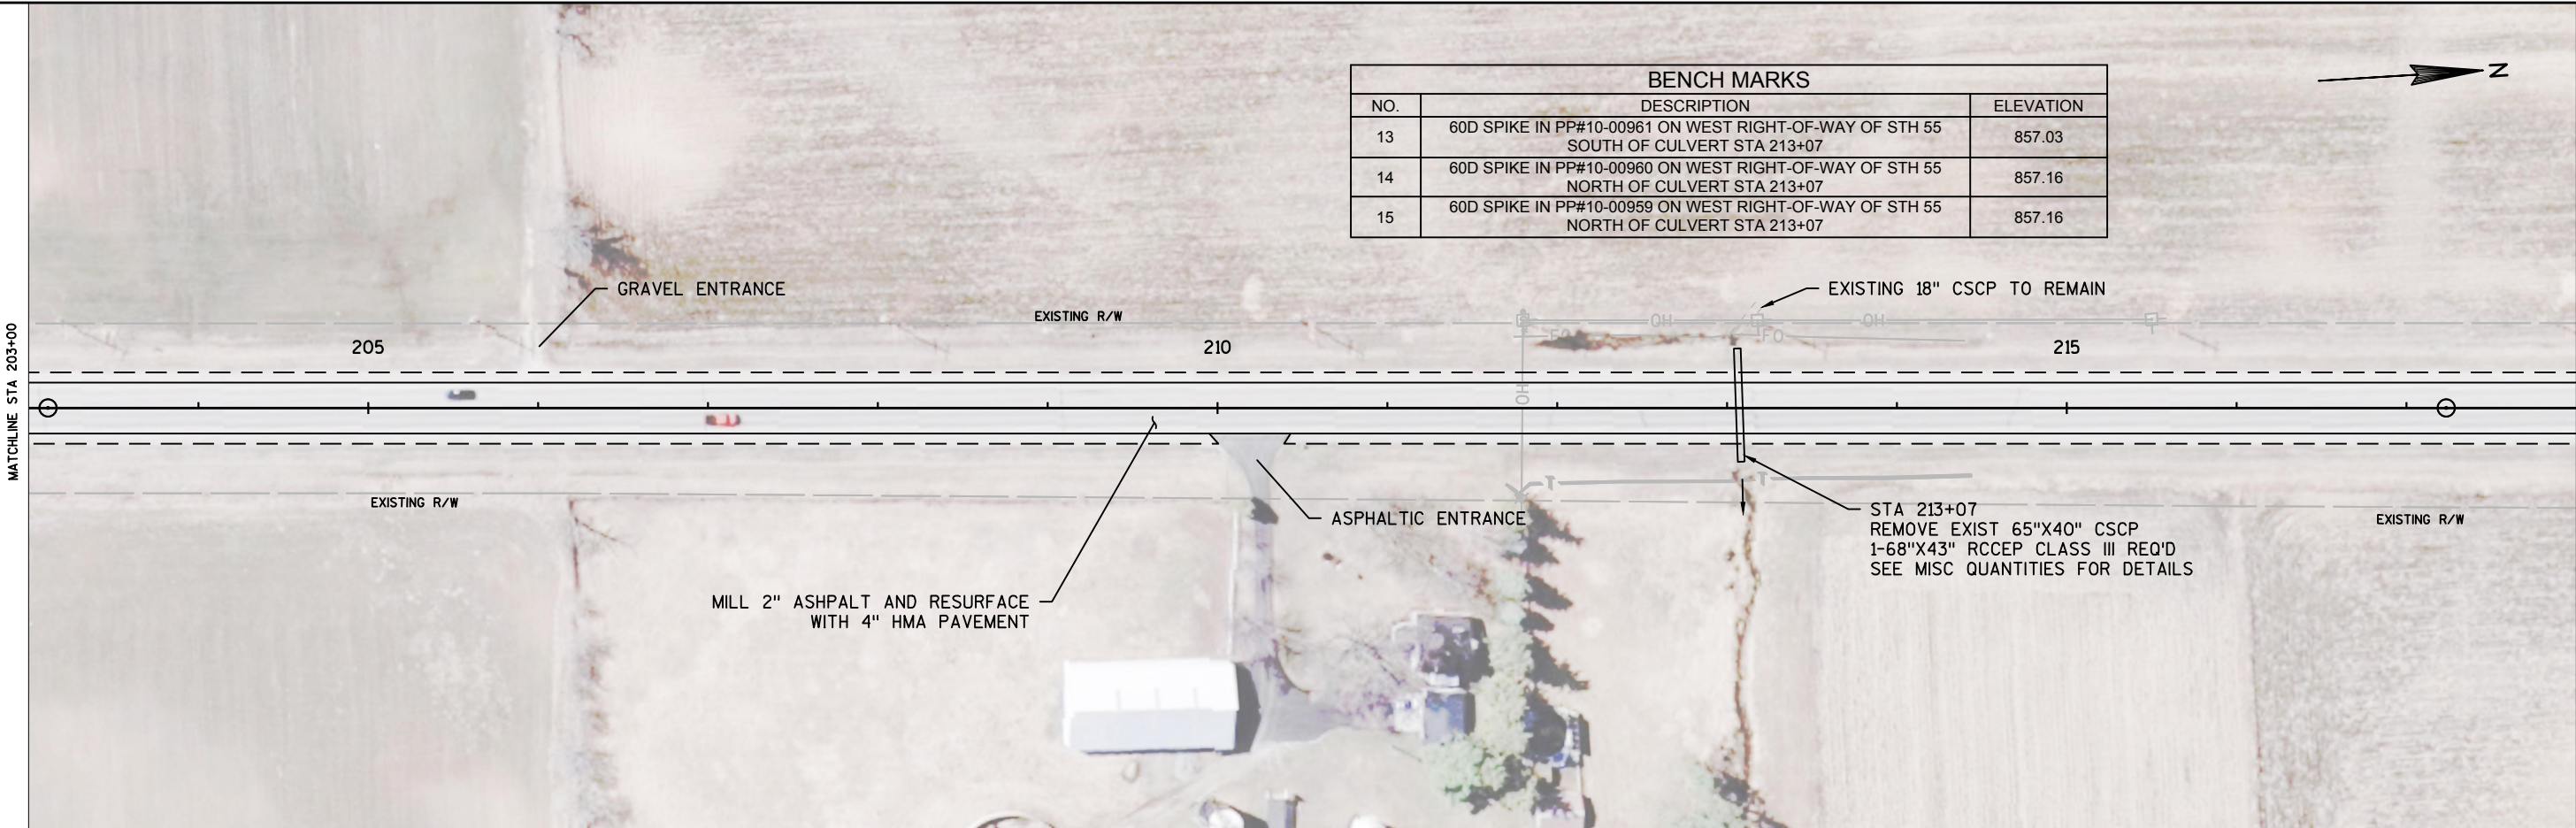 BENCH MARKS
NO. DESCRIPTION ELEVATION
13 60D SPIKE IN PP#10-00961 ON WEST RIGHT-OF-WAY OF STH 55 857.03
SOUTH OF CULVERT STA 213+07
14 60D SPIKE IN PP#10-00960 ON WEST RIGHT-OF-WAY OF STH 55 857.16
NORTH OF CULVERT STA 213+07
15 60D SPIKE IN PP#10-00959 ON WEST RIGHT-OF-WAY OF STH 55 857.16
NORTH OF CULVERT STA 213+07
N
GRAVEL ENTRANCE
EXISTING 18" CSCP TO REMAIN
EXISTING R/W
OH
OH
FO
FO
205
210
215
MATCHLINE STA 203+00
OH
T
T
EXISTING R/W
ASPHALTIC ENTRANCE
STA 213+07
REMOVE EXIST 65"X40" CSCP
1-68"X43" RCCEP CLASS III REQ'D
SEE MISC QUANTITIES FOR DETAILS
EXISTING R/W
MILL 2" ASHPALT AND RESURFACE
WITH 4" HMA PAVEMENT